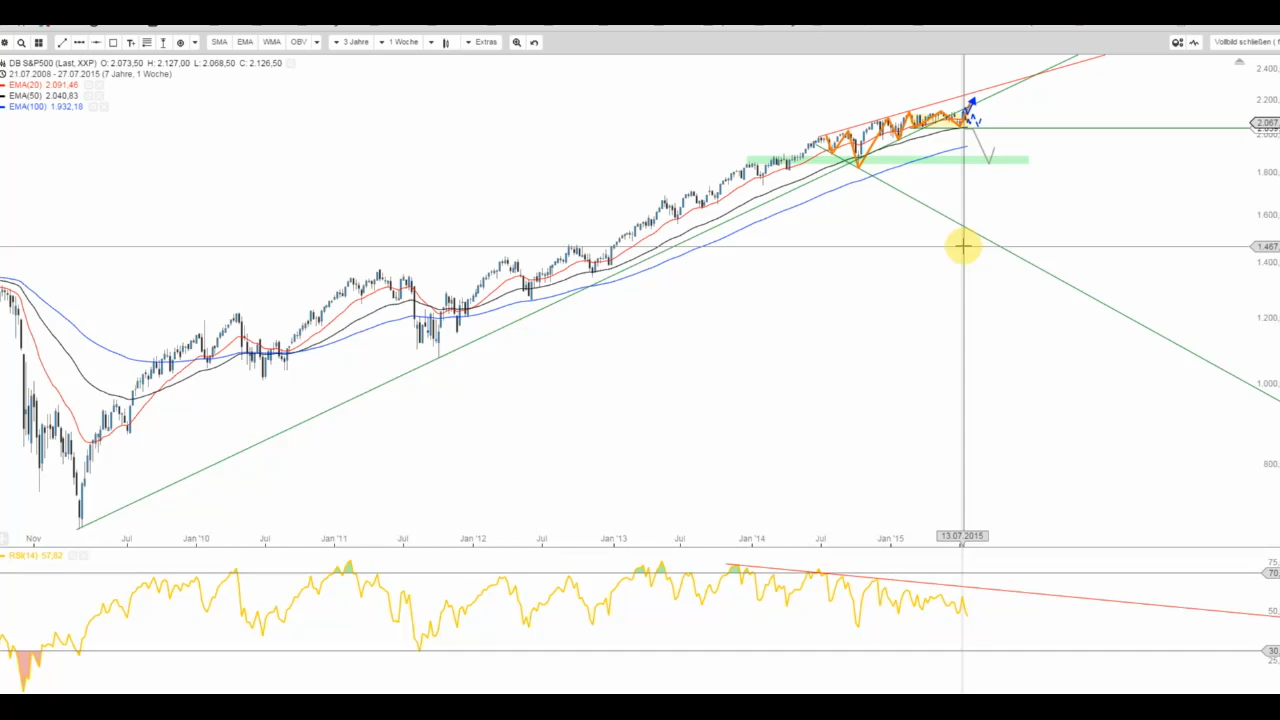 SMA EMA WMA OBV 3 Jahre 1 Woche Extras Vollbild schließen ( f
DB S&P500 (Last, XXP) O: 2.073,50 H: 2.127,00 L: 2.068,50 C: 2.126,50
21.07.2008 - 27.07.2015 (7 Jahre, 1 Woche)
EMA(20) 2.091,46
EMA(50) 2.040,83
EMA(100) 1.932,18
2.400,
2.200,
2.067
1.800,
1.600,
1.467
1.400,
1.200,
1.000,
800,
13.07.2015
Nov Jul Jan '10 Jul Jan '11 Jul Jan '12 Jul Jan '13 Jul Jan '14 Jul Jan '15
RSI(14) 57,82
75,
70,
50,
30,
25,